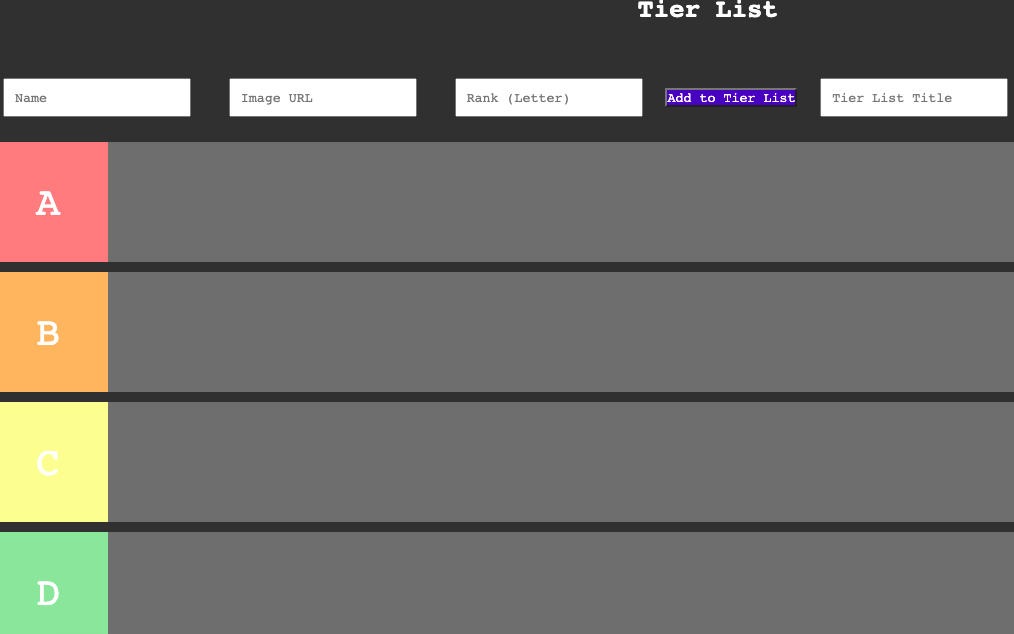 Tier List
Name Image URL Rank (Letter) Add to Tier List Tier List Title
A
B
C
D